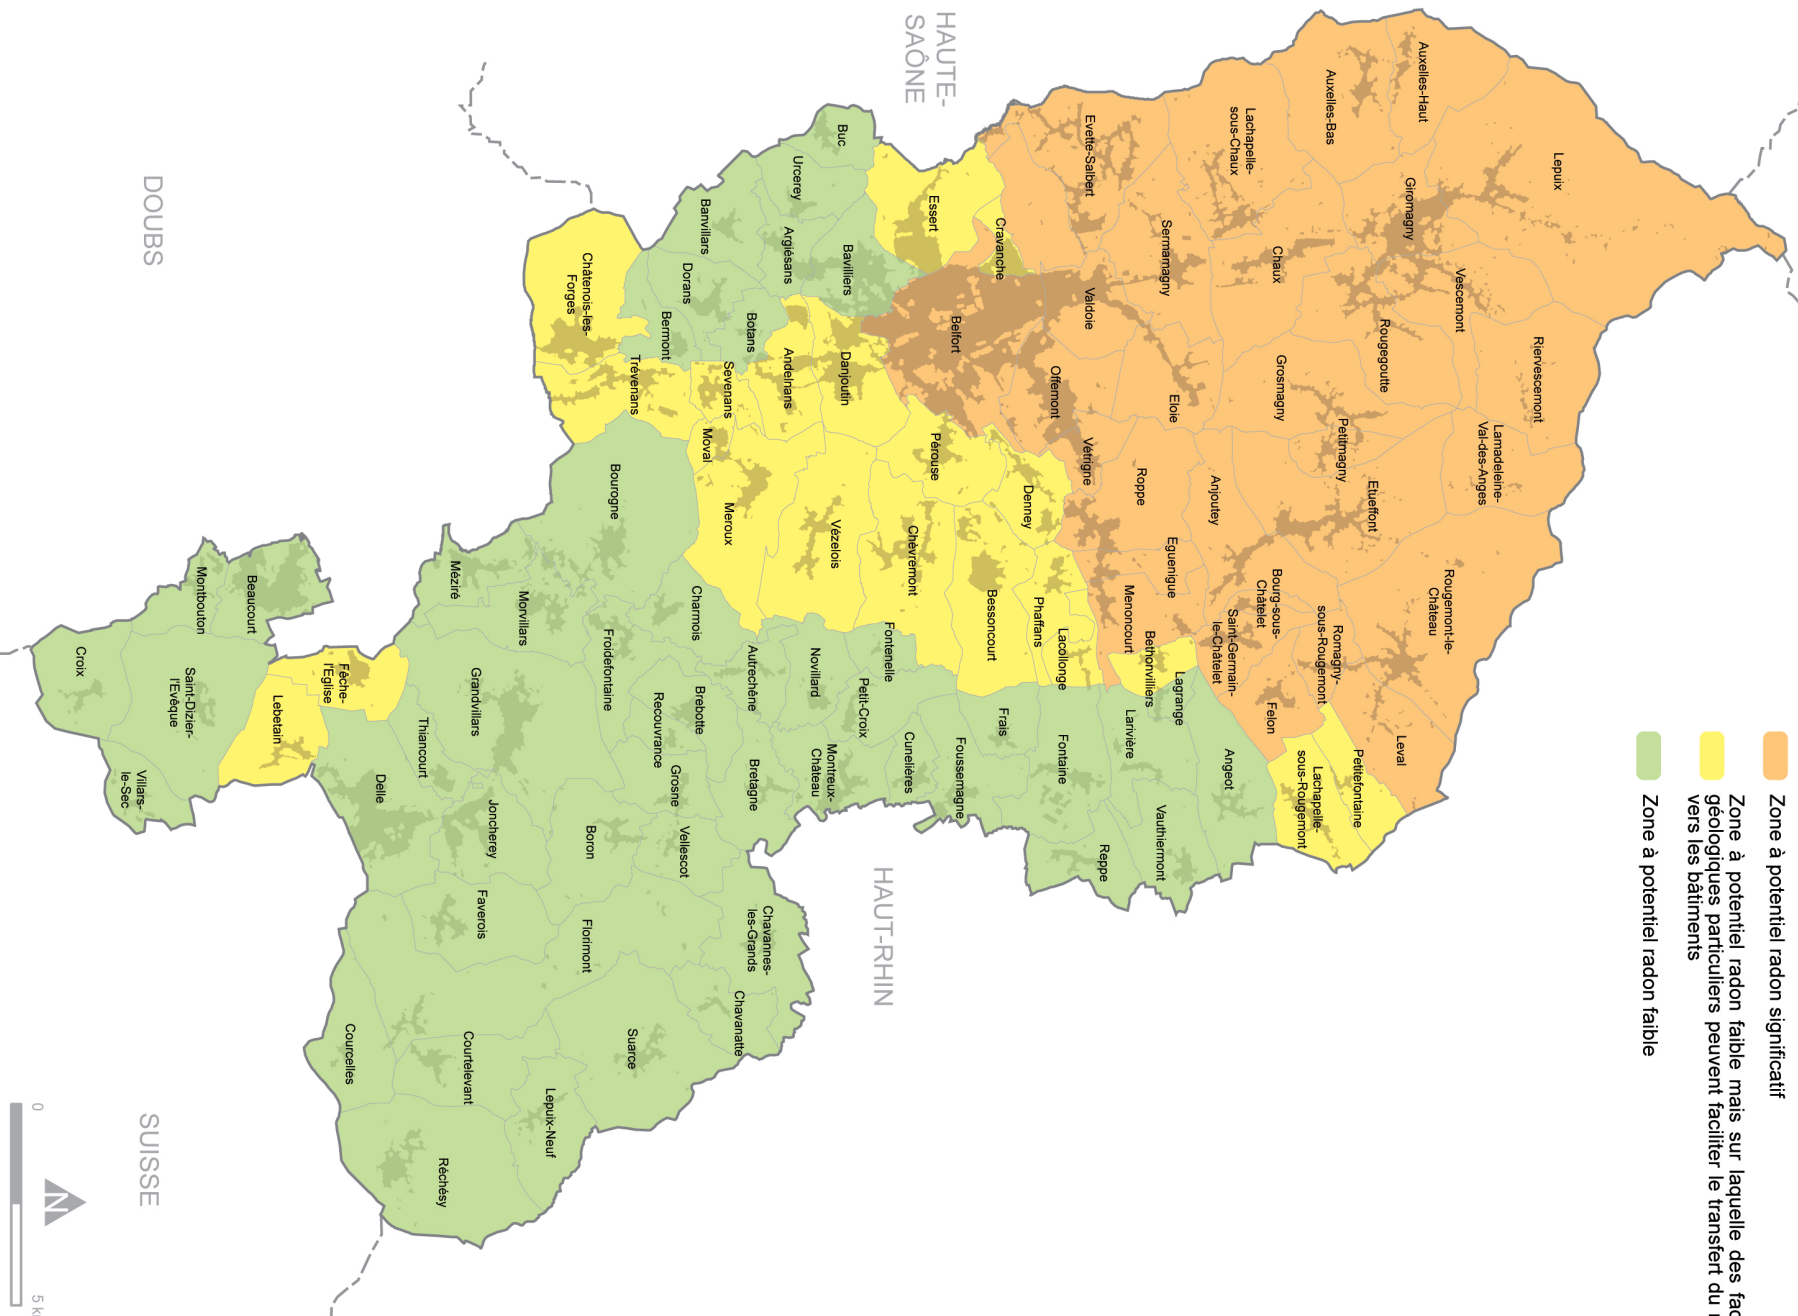 Zone à potentiel radon significatif
Zone à potentiel radon faible mais sur laquelle des
géologiques particuliers peuvent faciliter le transfert du
vers les bâtiments
Zone à potentiel radon faible
HAUTE-
SAÔNE
DOUBS
HAUT-RHIN
SUISSE
Lepuix
Auxelles-Haut
Auxelles-Bas
Giromagny
Vescemont
Riervescemont
Lachapelle-
sous-Chaux
Chaux
Rougegoutte
Grosmagny
Petitmagny
Lamadeleine-
Val-des-Anges
Etueffont
Rougemont-le-
Château
Evette-Salbert
Sermamagny
Valdoie
Eloie
Offemont
Vétrigne
Roppe
Anjoutey
Eguenigue
Menoncourt
Bourg-sous-
Châtelet
Saint-Germain-
le-Châtelet
Romagny-
sous-Rougemont
Felon
Leval
Petitefontaine
Lachapelle-
sous-Rougemont
Angeot
Lagrange
Bethonvilliers
Larivière
Vauthiermont
Reppe
Fontaine
Frais
Foussemagne
Cunelières
Lacollonge
Phaffans
Denney
Bessoncourt
Pérouse
Chèvremont
Belfort
Cravanche
Essert
Buc
Urcerey
Bavilliers
Argiésans
Banvillars
Dorans
Botans
Bermont
Danjoutin
Andelnans
Sevenans
Trévenans
Châtenois-les-
Forges
Moval
Meroux
Vézelois
Fontenelle
Petit-Croix
Novillard
Montreux-
Château
Autrechêne
Bretagne
Brebotte
Recouvrance
Grosne
Vellescot
Charmois
Bourogne
Froidefontaine
Morvillars
Méziré
Grandvillars
Thiancourt
Joncherey
Boron
Delle
Faverois
Florimont
Chavannes-
les-Grands
Chavanatte
Suarce
Courtelevant
Courcelles
Lepuix-Neuf
Réchésy
Fêche-
l'Eglise
Lebetain
Beaucourt
Montbouton
Saint-Dizier-
l'Evêque
Croix
Villars-
le-Sec
N
0
5